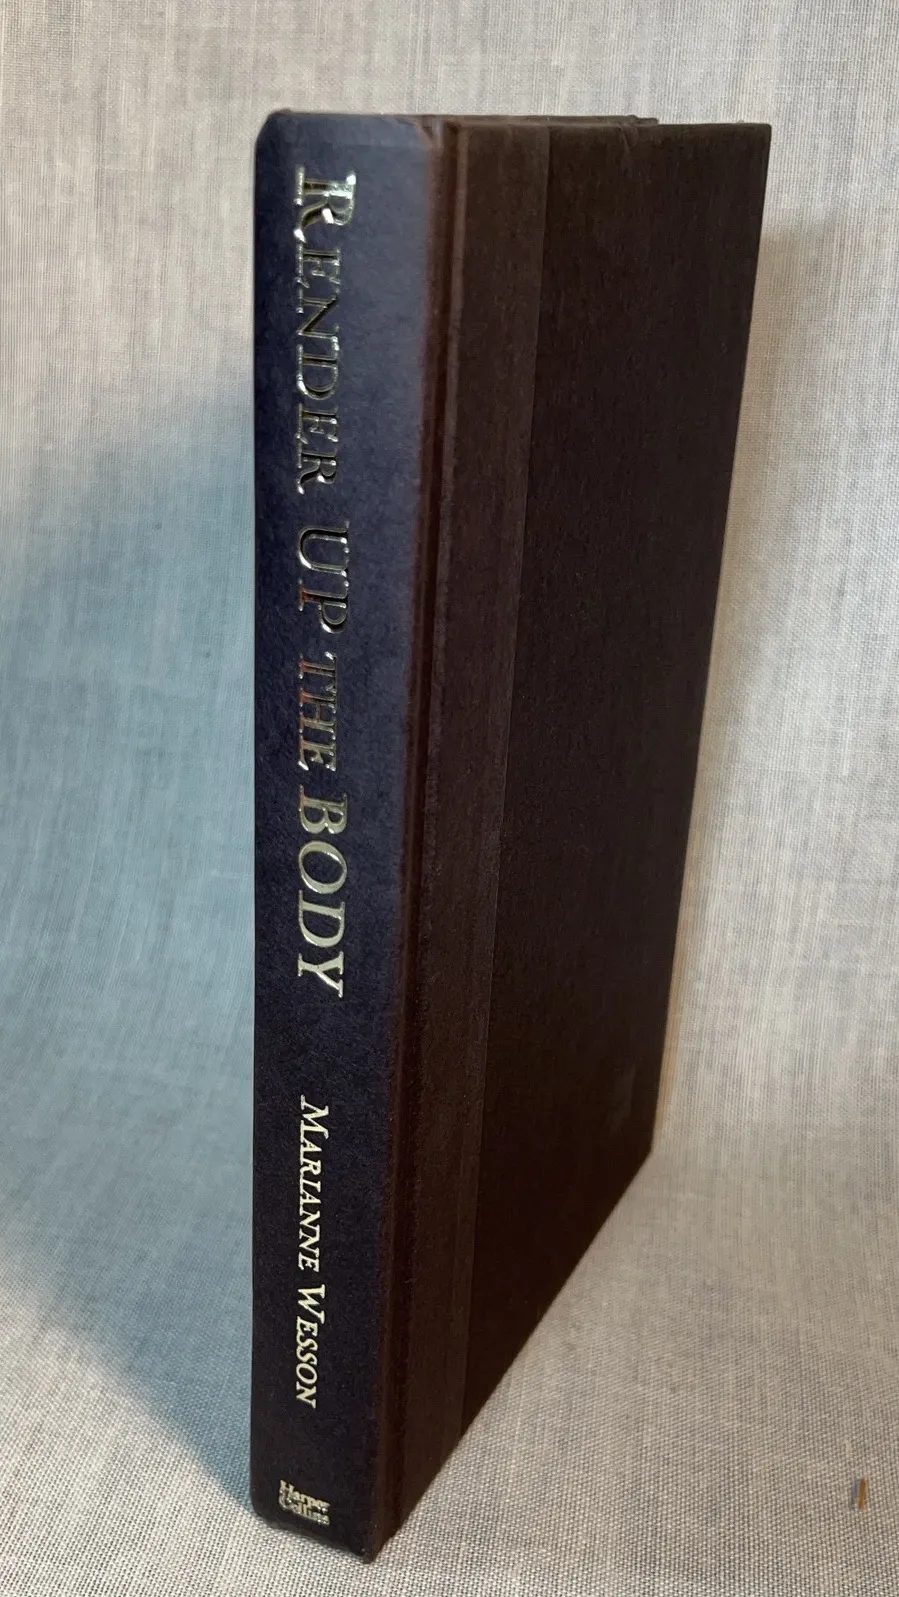 RENDER UP THE BODY
MARIANNE WESSON
Harper
Collins